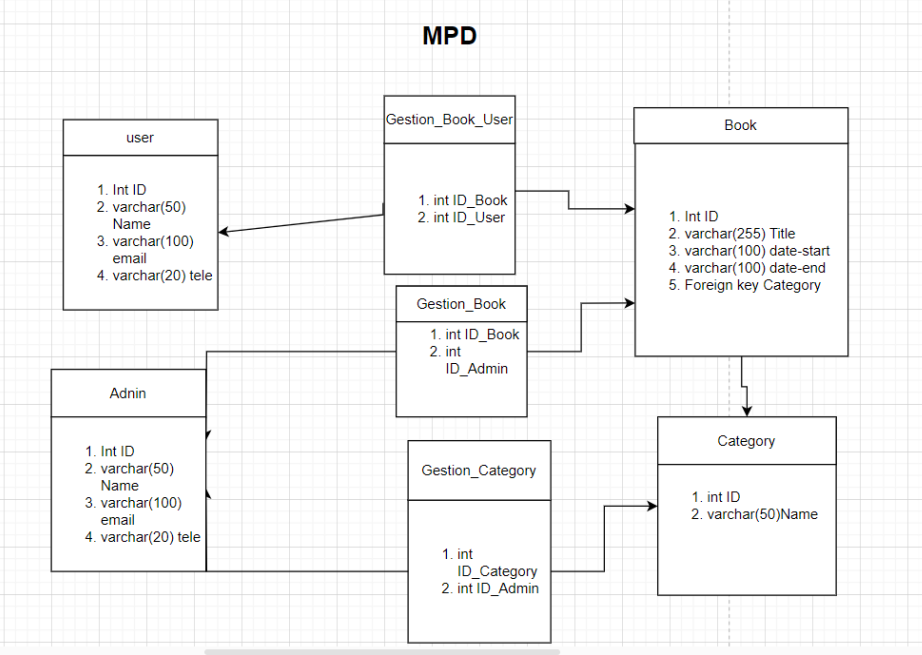 MPD
user
1. Int ID
2. varchar(50)
Name
3. varchar(100)
email
4. varchar(20) tele
Gestion_Book_User
1. int ID_Book
2. int ID_User
Book
1. Int ID
2. varchar(255) Title
3. varchar(100) date-start
4. varchar(100) date-end
5. Foreign key Category
Gestion_Book
1. int ID_Book
2. int
ID_Admin
Adnin
1. Int ID
2. varchar(50)
Name
3. varchar(100)
email
4. varchar(20) tele
Gestion_Category
1. int
ID_Category
2. int ID_Admin
Category
1. int ID
2. varchar(50)Name